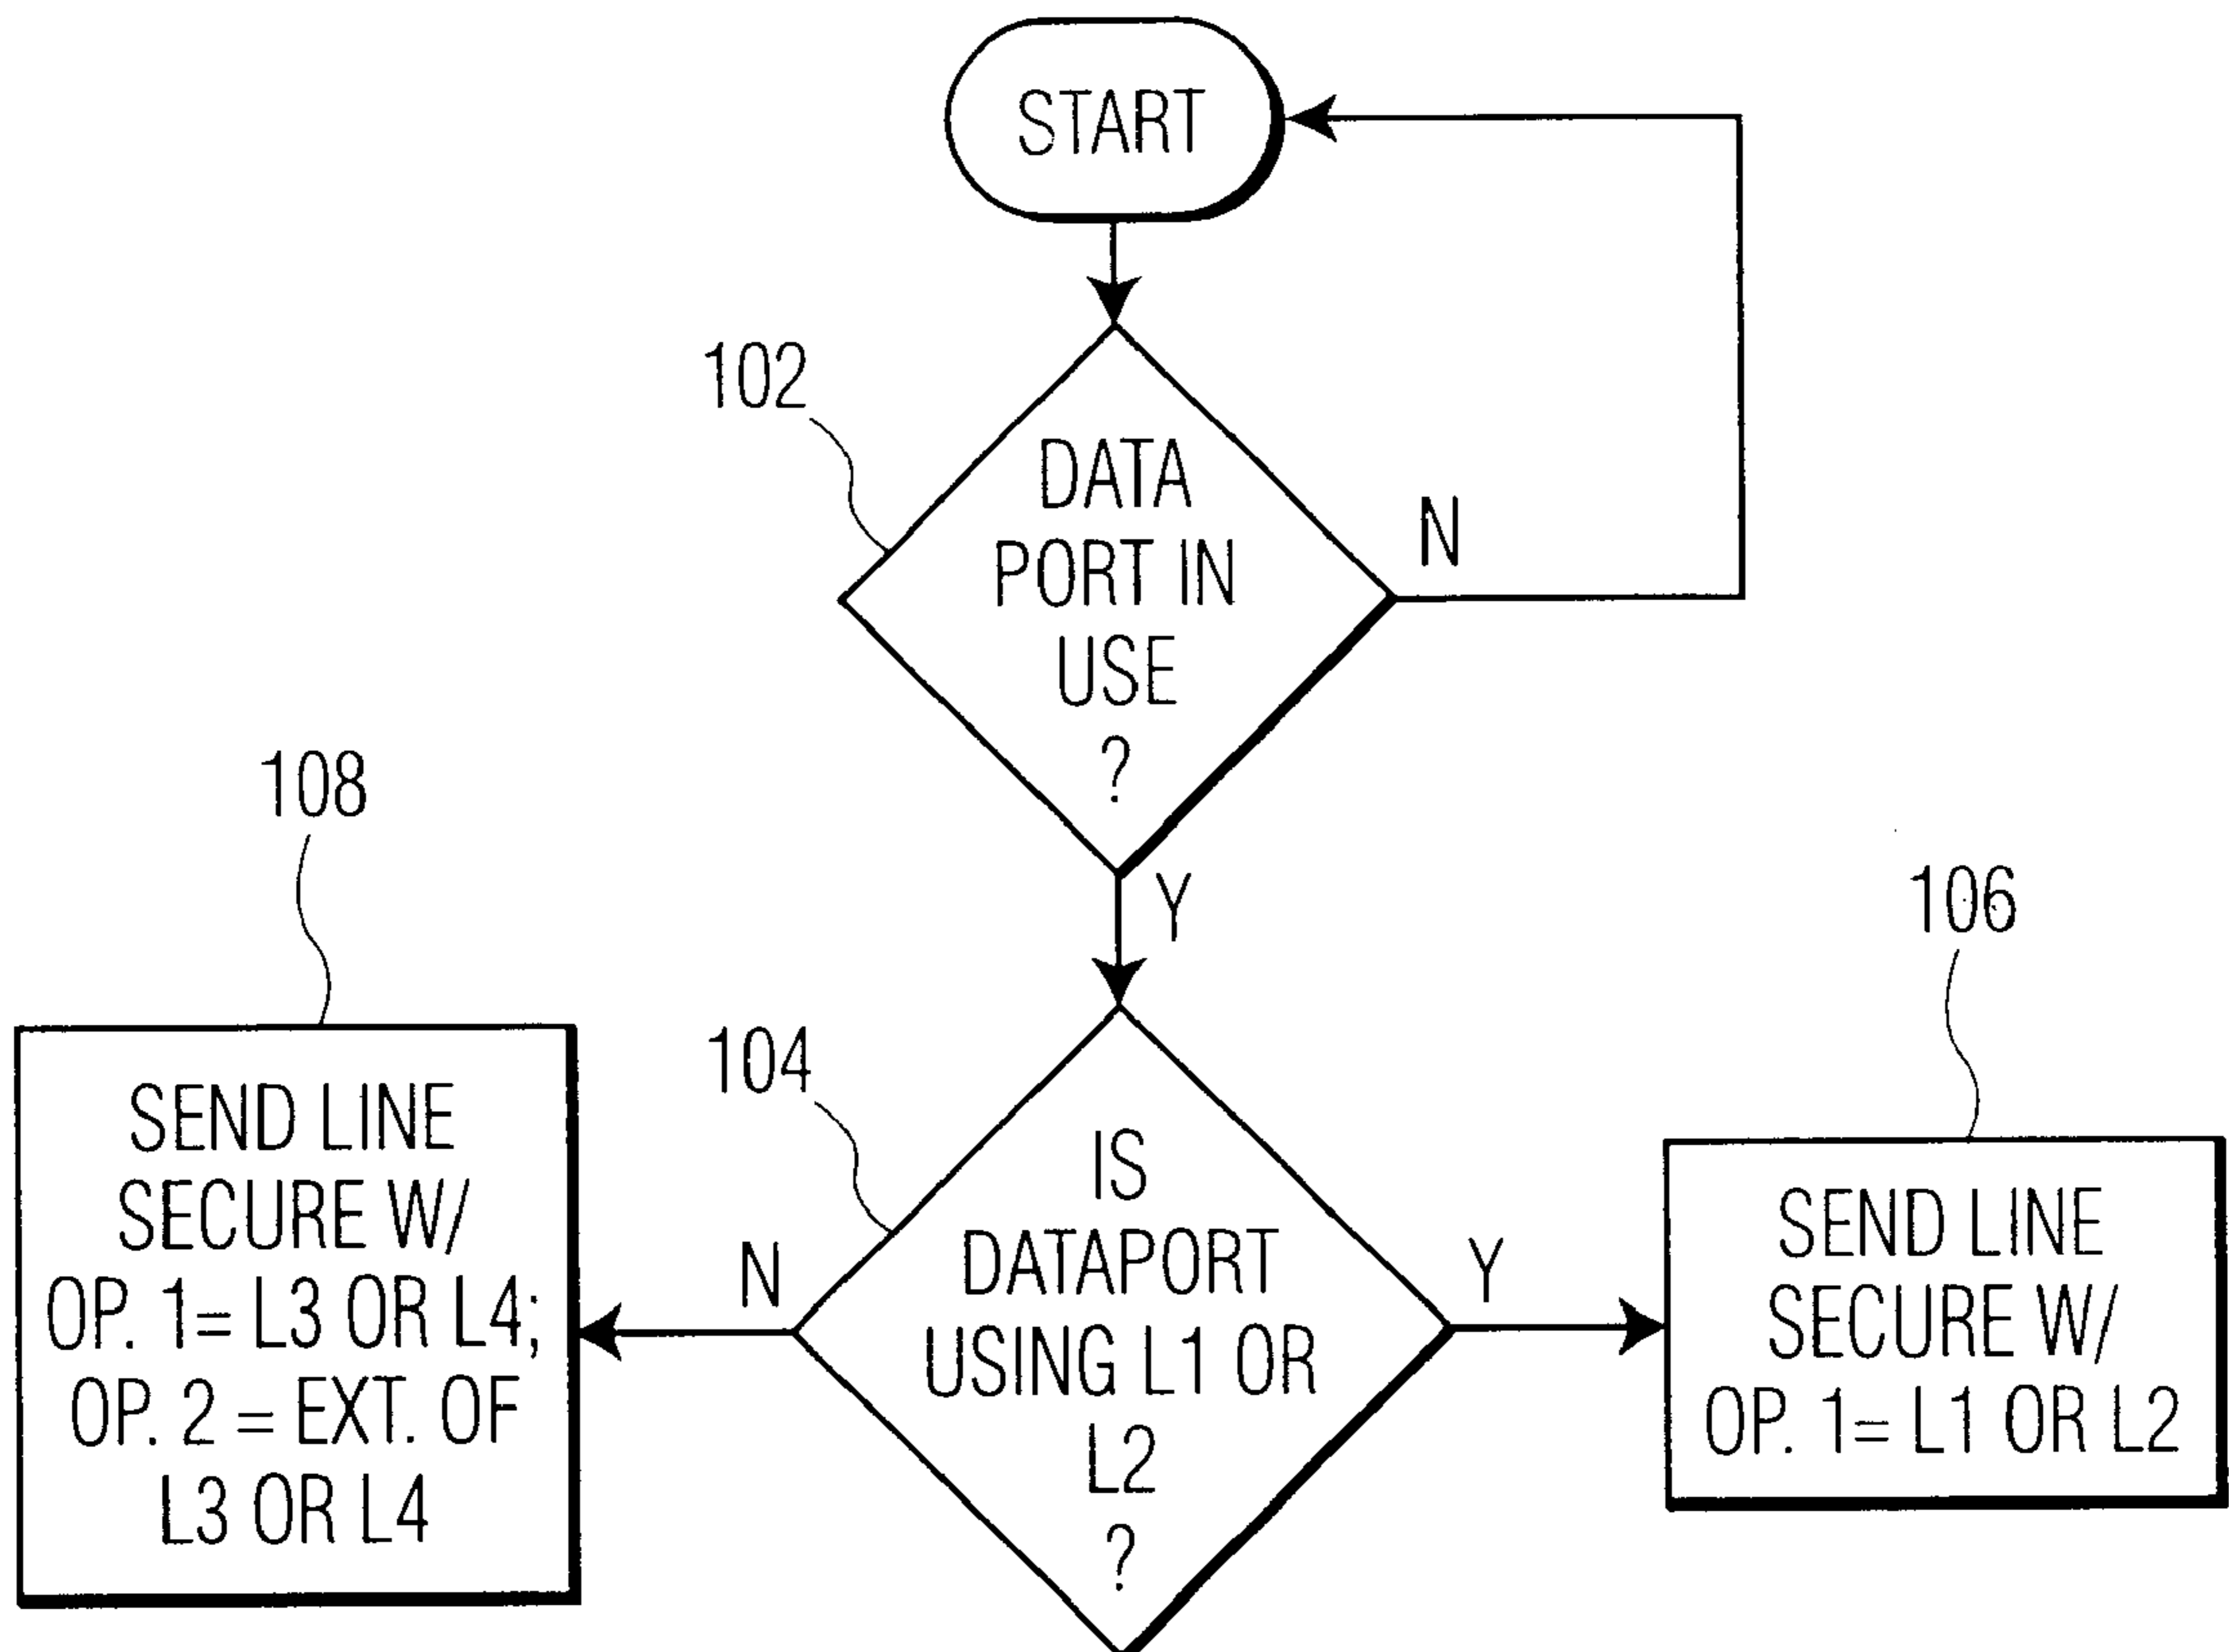 START
102
DATA
PORT IN
USE
?
N
Y
108
SEND LINE
SECURE W/
OP. 1= L3 OR L4;
OP. 2 = EXT. OF
L3 OR L4
104
IS
DATAPORT
USING L1 OR
L2
?
N
Y
106
SEND LINE
SECURE W/
OP. 1= L1 OR L2